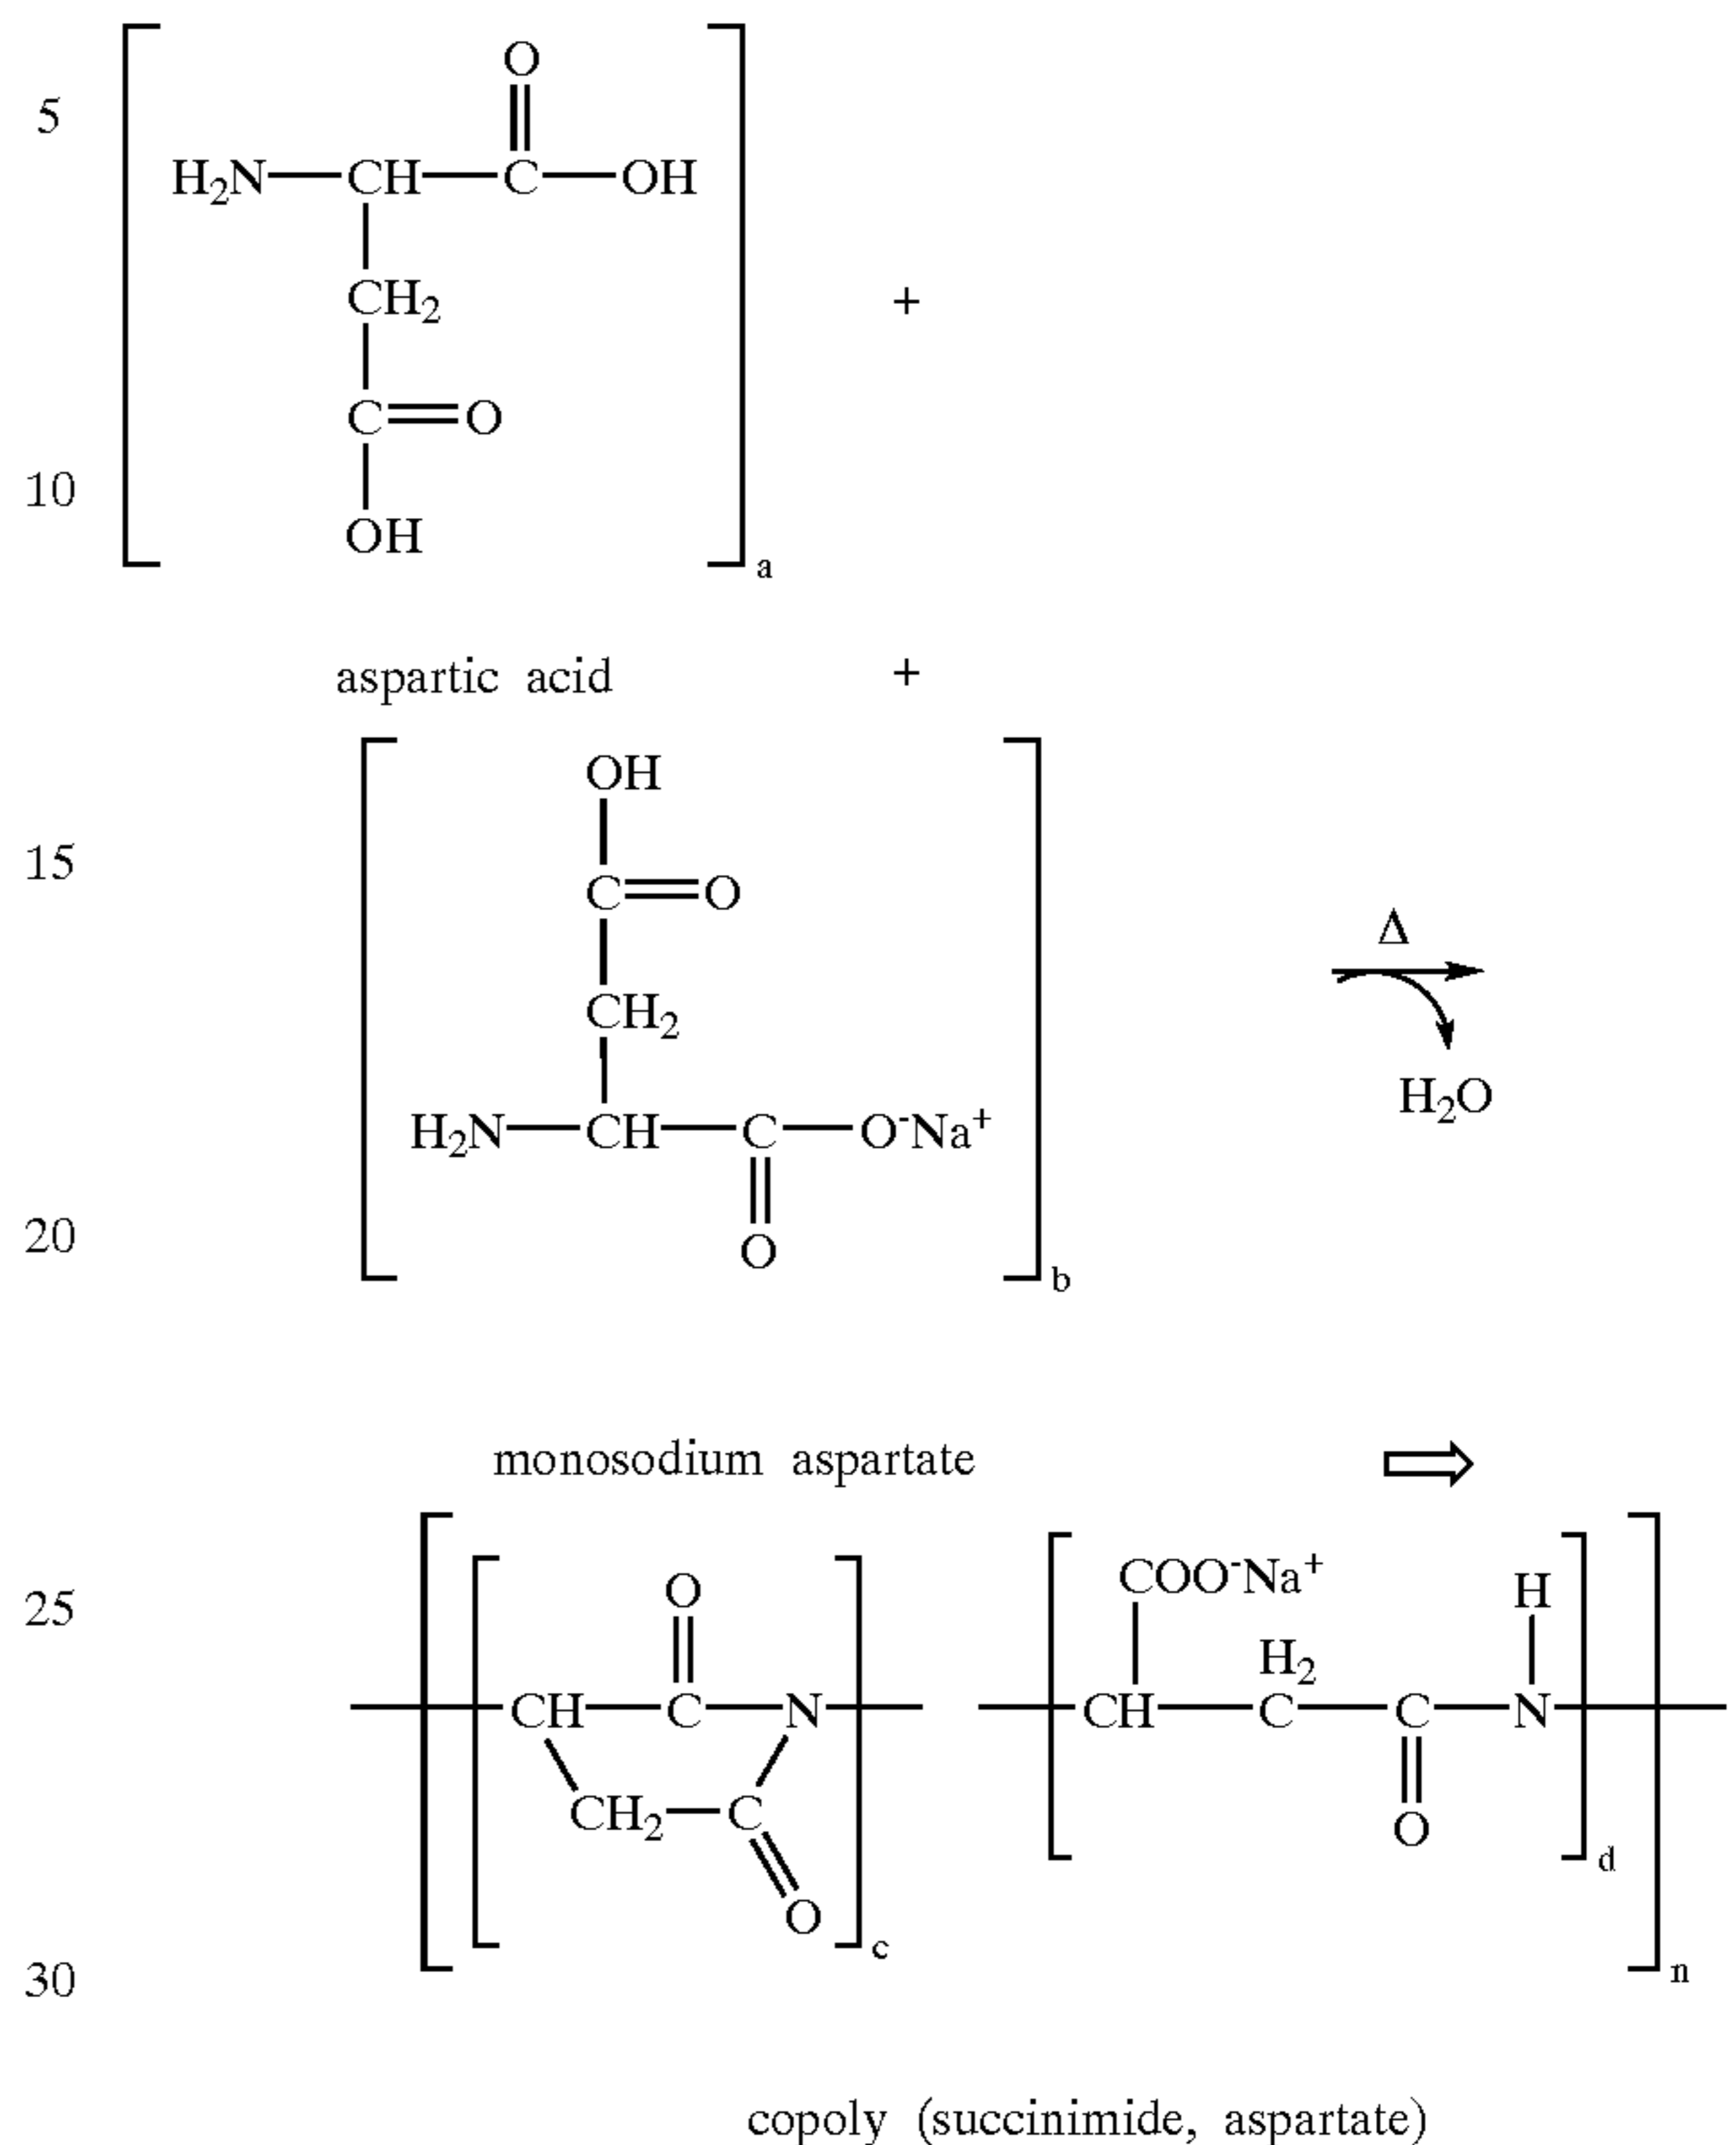 O
5
H₂N CH C OH
CH₂ +
C O
10
OH
a
aspartic acid +
OH
15
C O
Δ
CH₂
H₂O
H₂N CH C O⁻Na⁺
20
O
b
monosodium aspartate ⇨
COO⁻Na⁺ H
O
25
H₂
CH C N CH C C N
CH₂ C O
d
O
c
30 n
copoly (succinimide, aspartate)